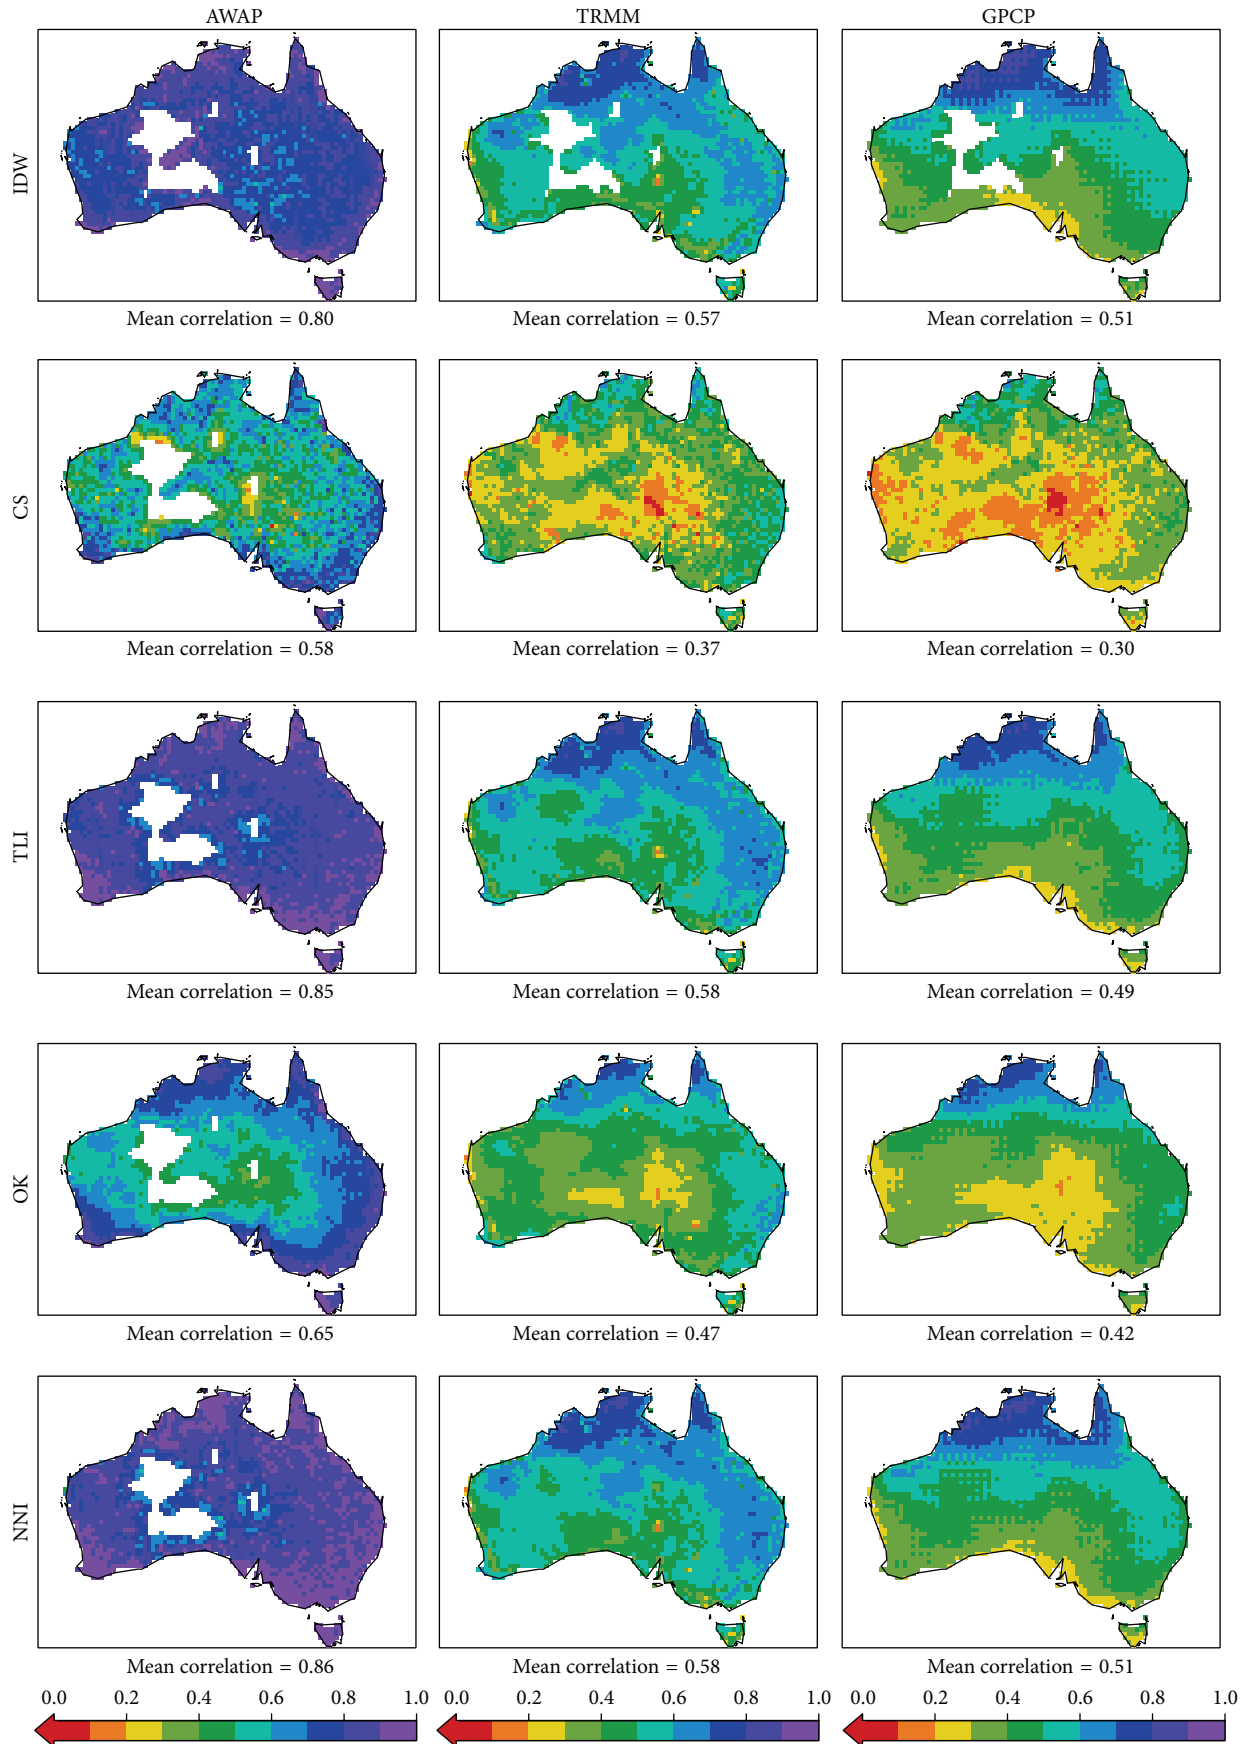 AWAP TRMM GPCP
IDW
Mean correlation = 0.80 Mean correlation = 0.57 Mean correlation = 0.51
CS
Mean correlation = 0.58 Mean correlation = 0.37 Mean correlation = 0.30
TLI
Mean correlation = 0.85 Mean correlation = 0.58 Mean correlation = 0.49
OK
Mean correlation = 0.65 Mean correlation = 0.47 Mean correlation = 0.42
NNI
Mean correlation = 0.86 Mean correlation = 0.58 Mean correlation = 0.51
0.0 0.2 0.4 0.6 0.8 1.0 0.0 0.2 0.4 0.6 0.8 1.0 0.0 0.2 0.4 0.6 0.8 1.0